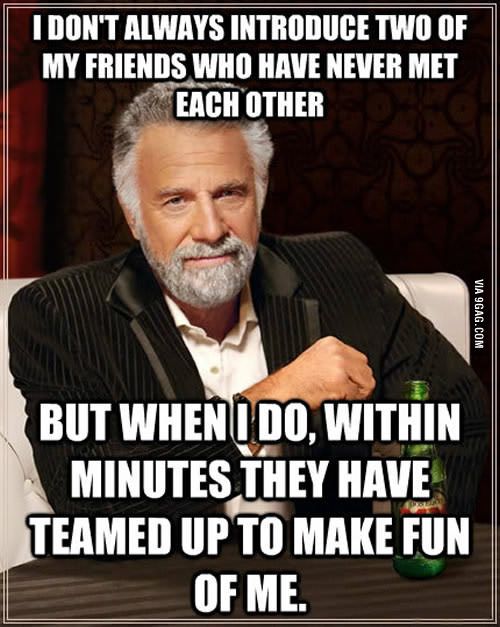 I DON'T ALWAYS INTRODUCE TWO OF
MY FRIENDS WHO HAVE NEVER MET
EACH OTHER
VIA 9GAG.COM
BUT WHEN I DO, WITHIN
MINUTES THEY HAVE
TEAMED UP TO MAKE FUN
OF ME.